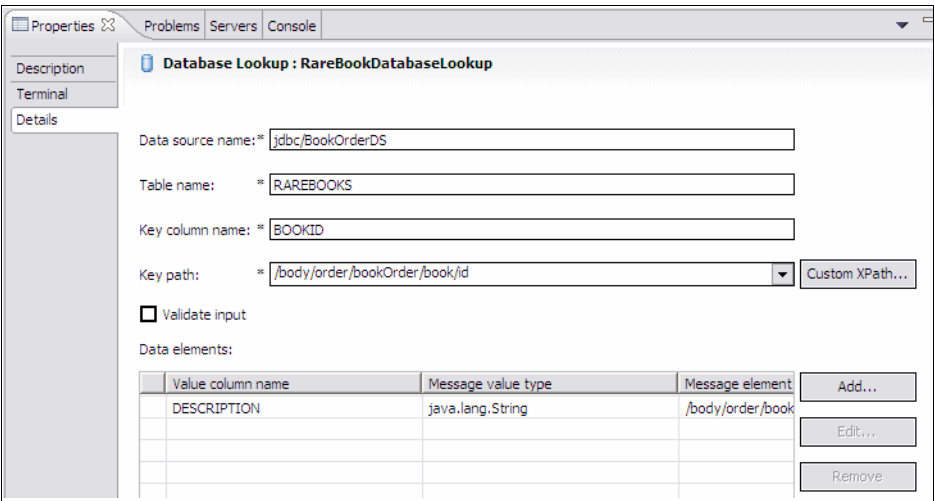 Properties Problems Servers Console
Database Lookup : RareBookDatabaseLookup
Description
Terminal
Details
Data source name:* jdbc/BookOrderDS
Table name: * RAREBOOKS
Key column name: * BOOKID
Key path: * /body/order/bookOrder/book/id Custom XPath...
Validate input
Data elements:
Value column name Message value type Message element Add...
DESCRIPTION java.lang.String /body/order/book
Edit...
Remove